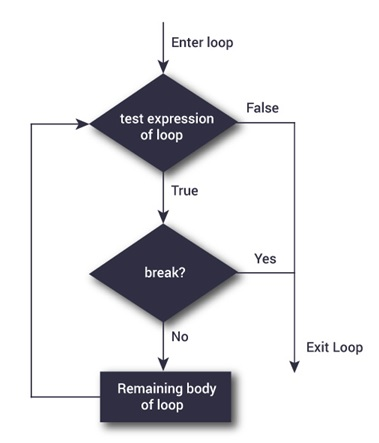 Enter loop
test expression
of loop
False
True
break?
Yes
No
Exit Loop
Remaining body
of loop